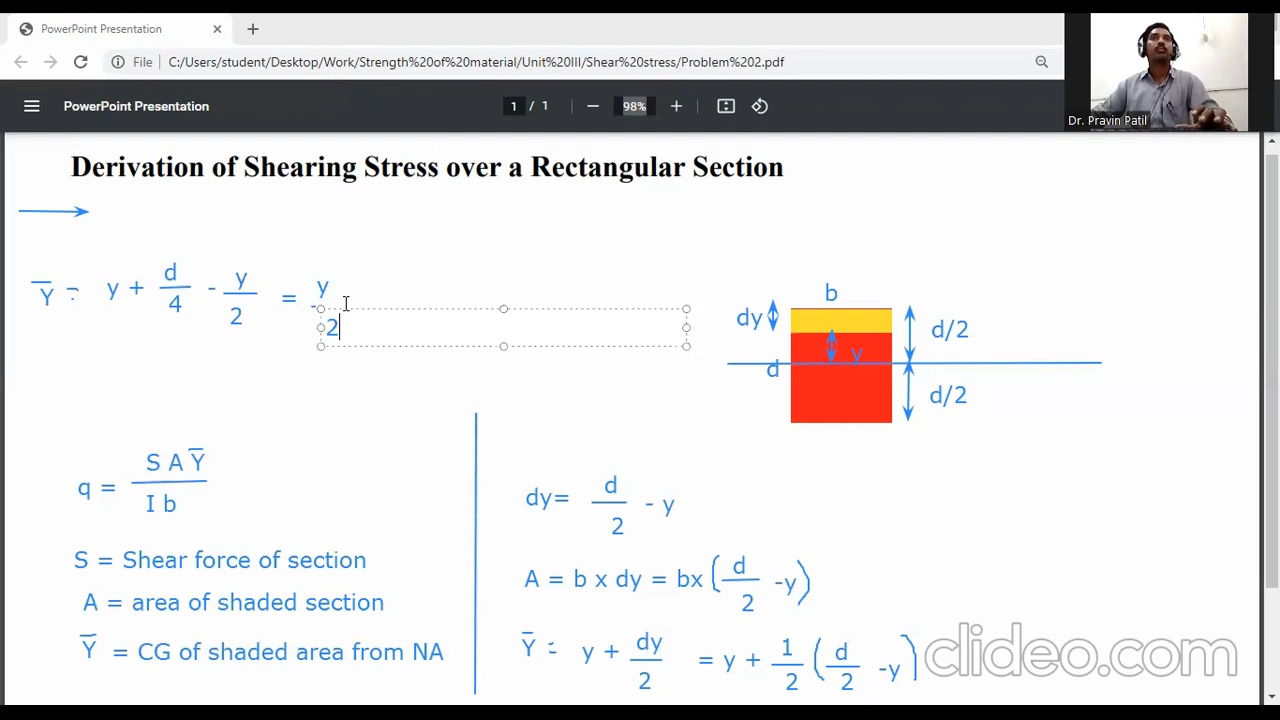 PowerPoint Presentation
File C:/Users/student/Desktop/Work/Strength%20of%20material/Unit%20III/Shear%20stress/Problem%202.pdf
PowerPoint Presentation 1 / 1 98%
Dr. Pravin Patil
Derivation of Shearing Stress over a Rectangular Section
Y̅ = y + d/4 - y/2 = y
2
b
dy
d/2
y
d
d/2
q = S A Y̅ / I b
S = Shear force of section
A = area of shaded section
Y̅ = CG of shaded area from NA
dy= d/2 - y
A = b x dy = bx (d/2 -y)
Y̅ = y + dy/2 = y + 1/2 (d/2 -y)
clideo.com